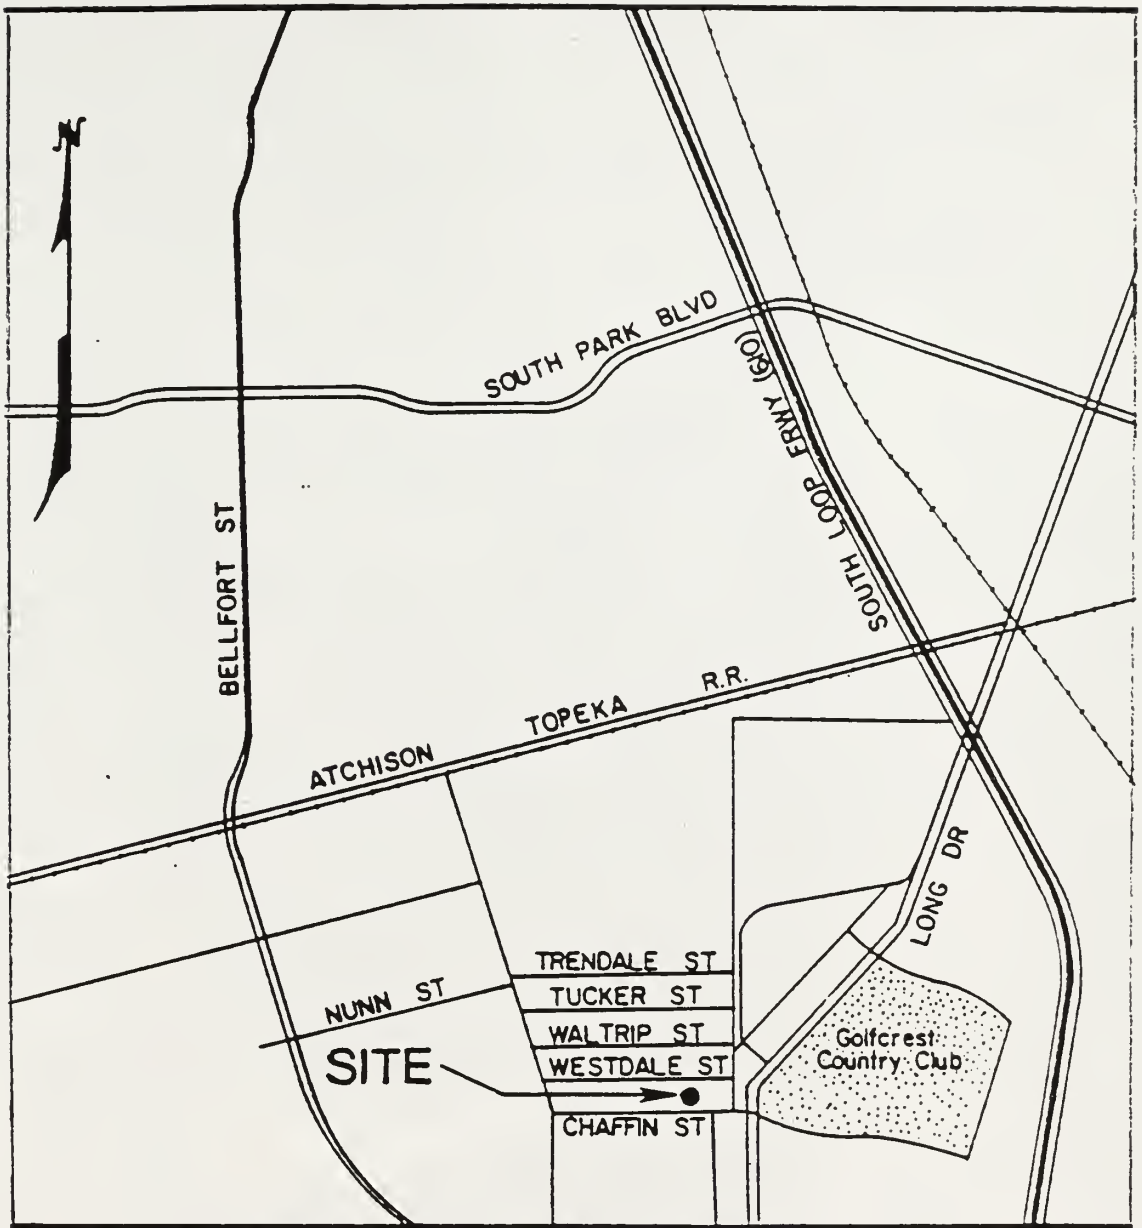 N
SOUTH PARK BLVD
SOUTH LOOP FRWY (610)
BELLFORT ST
ATCHISON TOPEKA R.R.
LONG DR
TRENDALE ST
TUCKER ST
NUNN ST
WALTRIP ST
WESTDALE ST
SITE
CHAFFIN ST
Golfcrest
Country Club